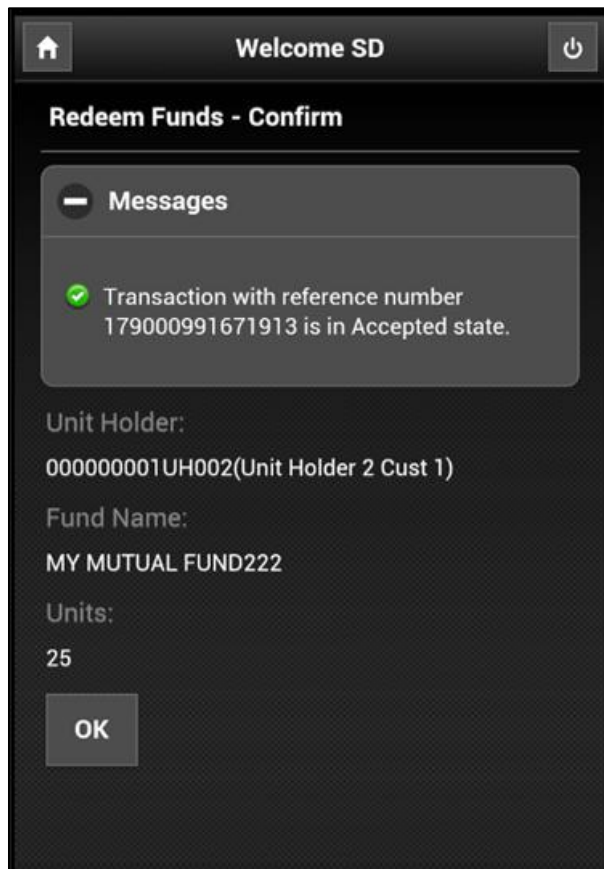 Welcome SD
Redeem Funds - Confirm
Messages
Transaction with reference number
179000991671913 is in Accepted state.
Unit Holder:
000000001UH002(Unit Holder 2 Cust 1)
Fund Name:
MY MUTUAL FUND222
Units:
25
OK